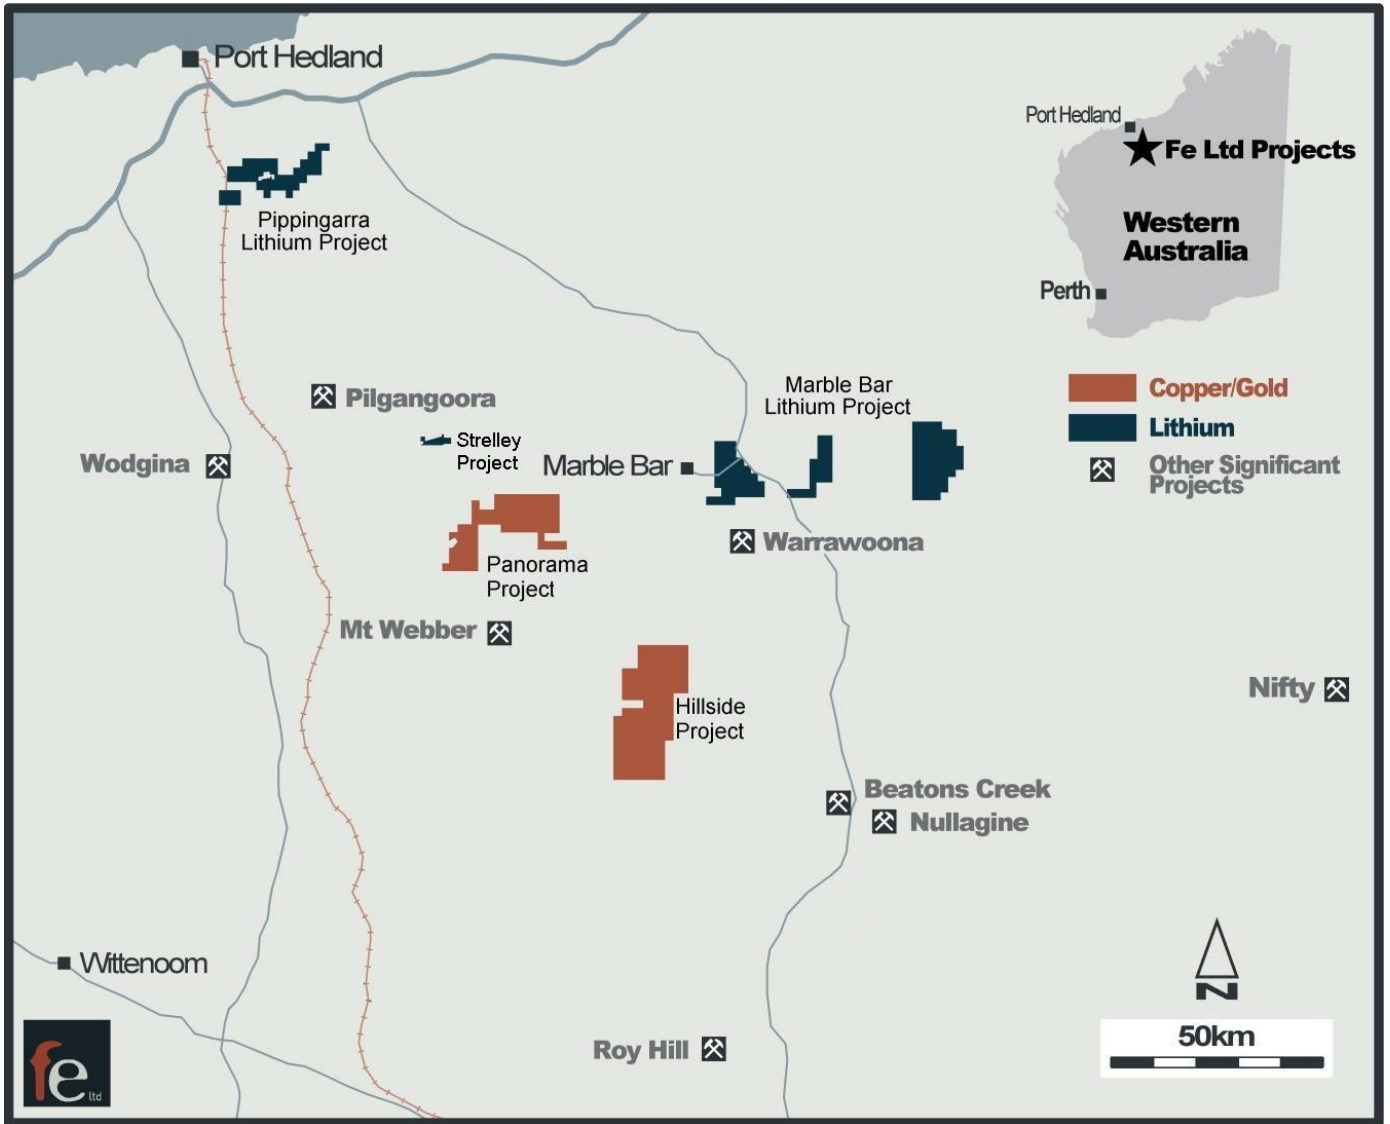 Port Hedland
Pippingarra
Lithium Project
Port Hedland
Fe Ltd Projects
Western
Australia
Perth
Copper/Gold
Lithium
Other Significant
Projects
Pilgangoora
Marble Bar
Lithium Project
Strelley
Project
Wodgina
Marble Bar
Warrawoona
Panorama
Project
Mt Webber
Hillside
Project
Nifty
Beatons Creek
Nullagine
Wittenoom
Roy Hill
N
50km
fe
ltd